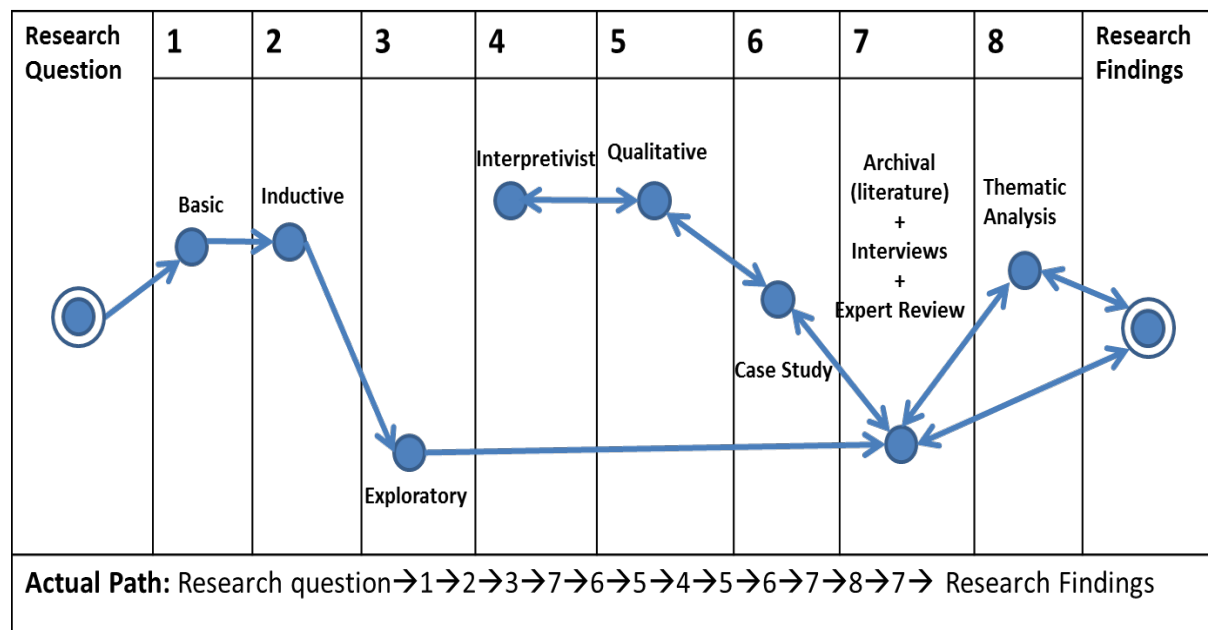 Research
Question
1
2
3
4
5
6
7
8
Research
Findings
Basic
Inductive
Exploratory
Interpretivist
Qualitative
Case Study
Archival
(literature)
+
Interviews
+
Expert Review
Thematic
Analysis
Actual Path: Research question→1→2→3→7→6→5→4→5→6→7→8→7→ Research Findings